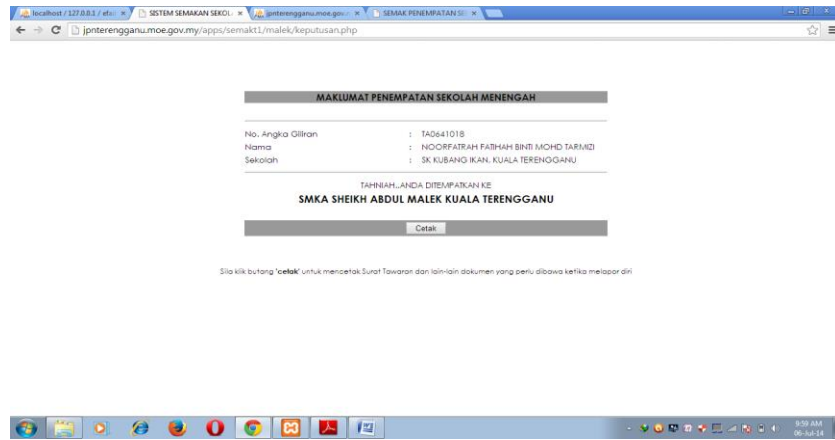 localhost / 127.0.0.1 / efail
SISTEM SEMAKAN SEKOL
jpnterengganu.moe.gov.m
SEMAK PENEMPATAN SE
jpnterengganu.moe.gov.my/apps/semakt1/malek/keputusan.php
MAKLUMAT PENEMPATAN SEKOLAH MENENGAH
No. Angka Giliran : TA0641018
Nama : NOORFATRAH FATIHAH BINTI MOHD TARMIZI
Sekolah : SK KUBANG IKAN, KUALA TERENGGANU
TAHNIAH..ANDA DITEMPATKAN KE
SMKA SHEIKH ABDUL MALEK KUALA TERENGGANU
Cetak
Sila klik butang 'cetak' untuk mencetak Surat Tawaran dan lain-lain dokumen yang perlu dibawa ketika melapor diri
9:59 AM
06-Jul-14